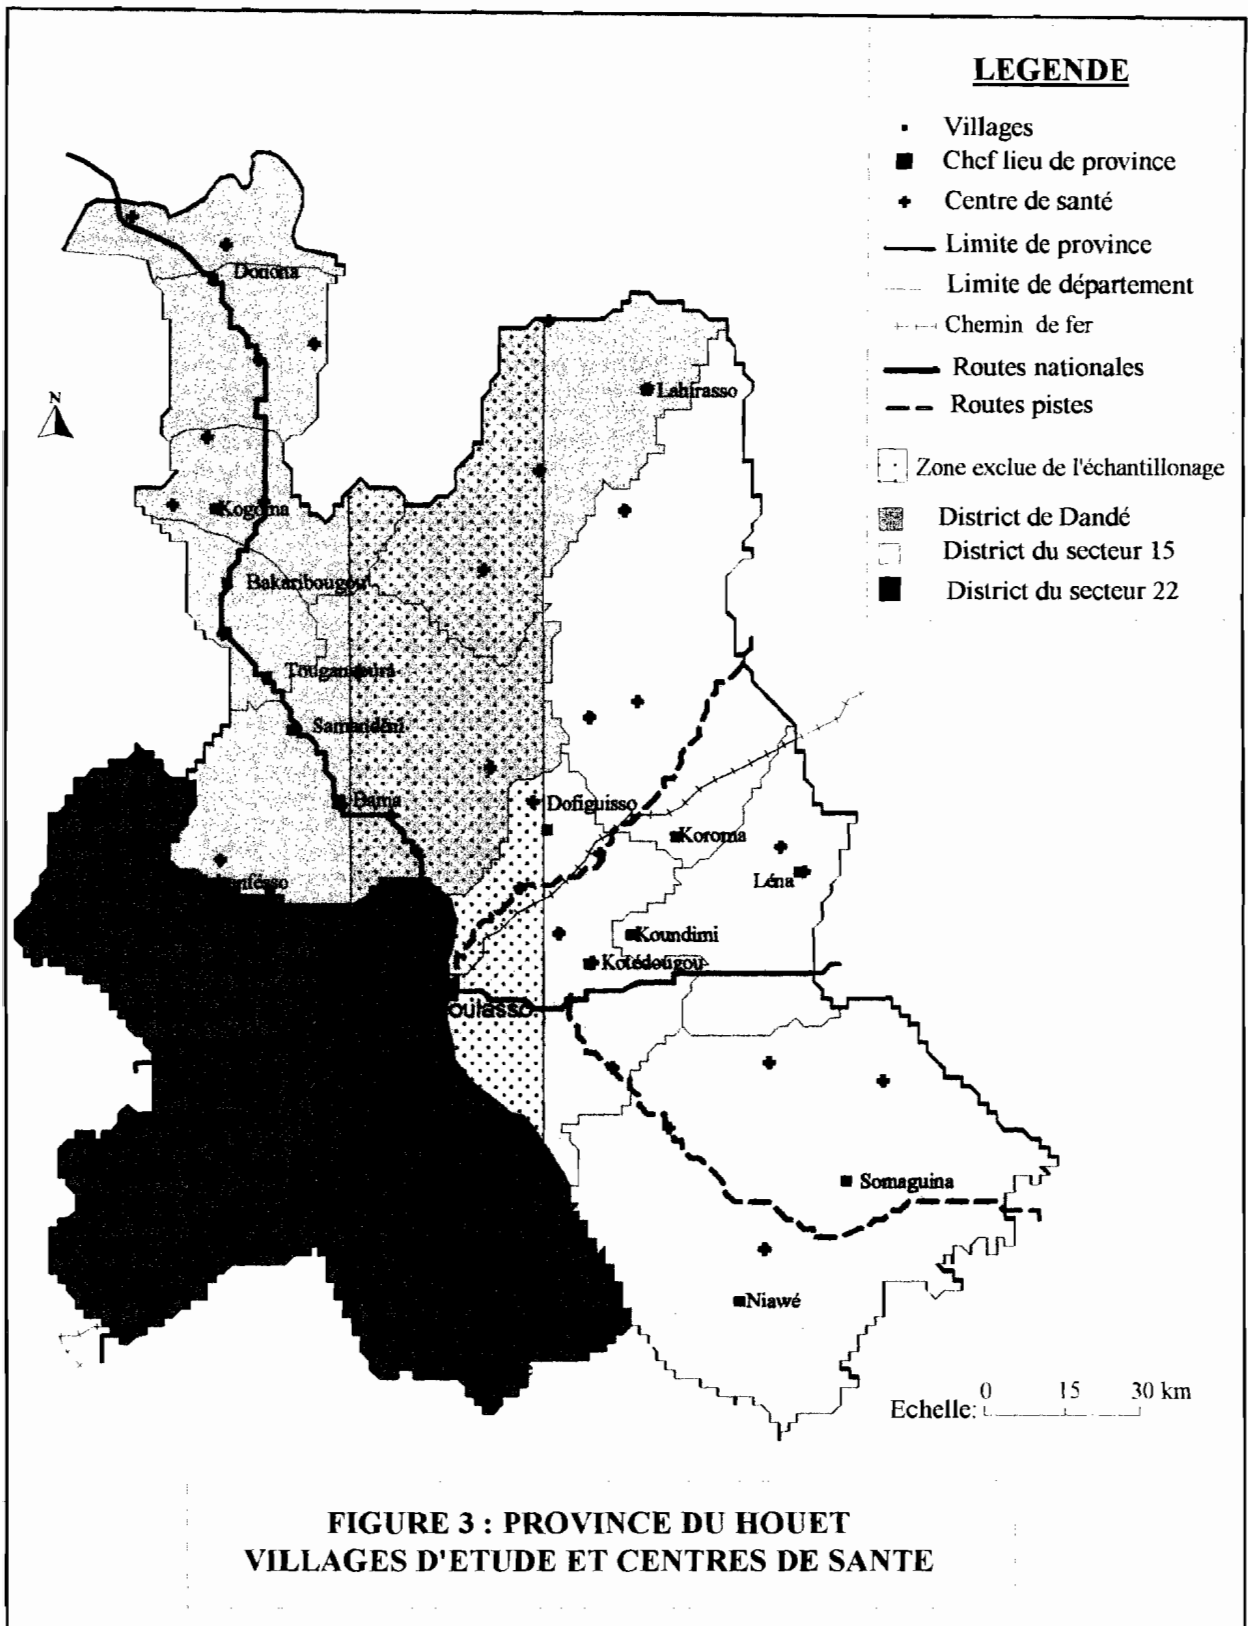 LEGENDE
Villages
Chef lieu de province
Centre de santé
Limite de province
Limite de département
Chemin de fer
Routes nationales
Routes pistes
Zone exclue de l'échantillonage
District de Dandé
District du secteur 15
District du secteur 22
N
Lahirasso
Kogoma
Bakaribougou
Samandéni
Bama
Dofiguisso
Koroma
Léna
Koundimi
Kotédougou
oulasso
Somaguina
Niawé
0 15 30 km
Echelle:
FIGURE 3 : PROVINCE DU HOUET
VILLAGES D'ETUDE ET CENTRES DE SANTE